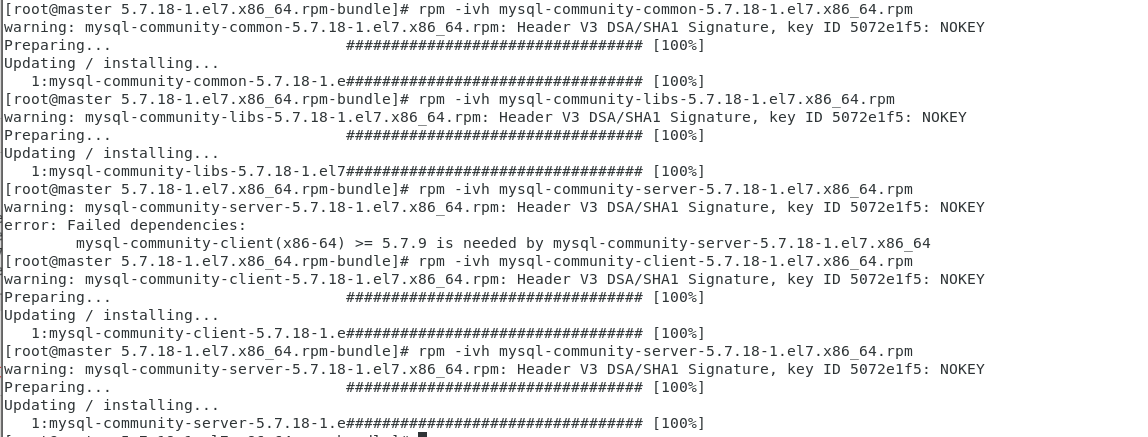 [root@master 5.7.18-1.el7.x86_64.rpm-bundle]# rpm -ivh mysql-community-common-5.7.18-1.el7.x86_64.rpm
warning: mysql-community-common-5.7.18-1.el7.x86_64.rpm: Header V3 DSA/SHA1 Signature, key ID 5072e1f5: NOKEY
Preparing...                          ################################# [100%]
Updating / installing...
   1:mysql-community-common-5.7.18-1.e################################# [100%]
[root@master 5.7.18-1.el7.x86_64.rpm-bundle]# rpm -ivh mysql-community-libs-5.7.18-1.el7.x86_64.rpm
warning: mysql-community-libs-5.7.18-1.el7.x86_64.rpm: Header V3 DSA/SHA1 Signature, key ID 5072e1f5: NOKEY
Preparing...                          ################################# [100%]
Updating / installing...
   1:mysql-community-libs-5.7.18-1.el7################################# [100%]
[root@master 5.7.18-1.el7.x86_64.rpm-bundle]# rpm -ivh mysql-community-server-5.7.18-1.el7.x86_64.rpm
warning: mysql-community-server-5.7.18-1.el7.x86_64.rpm: Header V3 DSA/SHA1 Signature, key ID 5072e1f5: NOKEY
error: Failed dependencies:
        mysql-community-client(x86-64) >= 5.7.9 is needed by mysql-community-server-5.7.18-1.el7.x86_64
[root@master 5.7.18-1.el7.x86_64.rpm-bundle]# rpm -ivh mysql-community-client-5.7.18-1.el7.x86_64.rpm
warning: mysql-community-client-5.7.18-1.el7.x86_64.rpm: Header V3 DSA/SHA1 Signature, key ID 5072e1f5: NOKEY
Preparing...                          ################################# [100%]
Updating / installing...
   1:mysql-community-client-5.7.18-1.e################################# [100%]
[root@master 5.7.18-1.el7.x86_64.rpm-bundle]# rpm -ivh mysql-community-server-5.7.18-1.el7.x86_64.rpm
warning: mysql-community-server-5.7.18-1.el7.x86_64.rpm: Header V3 DSA/SHA1 Signature, key ID 5072e1f5: NOKEY
Preparing...                          ################################# [100%]
Updating / installing...
   1:mysql-community-server-5.7.18-1.e################################# [100%]